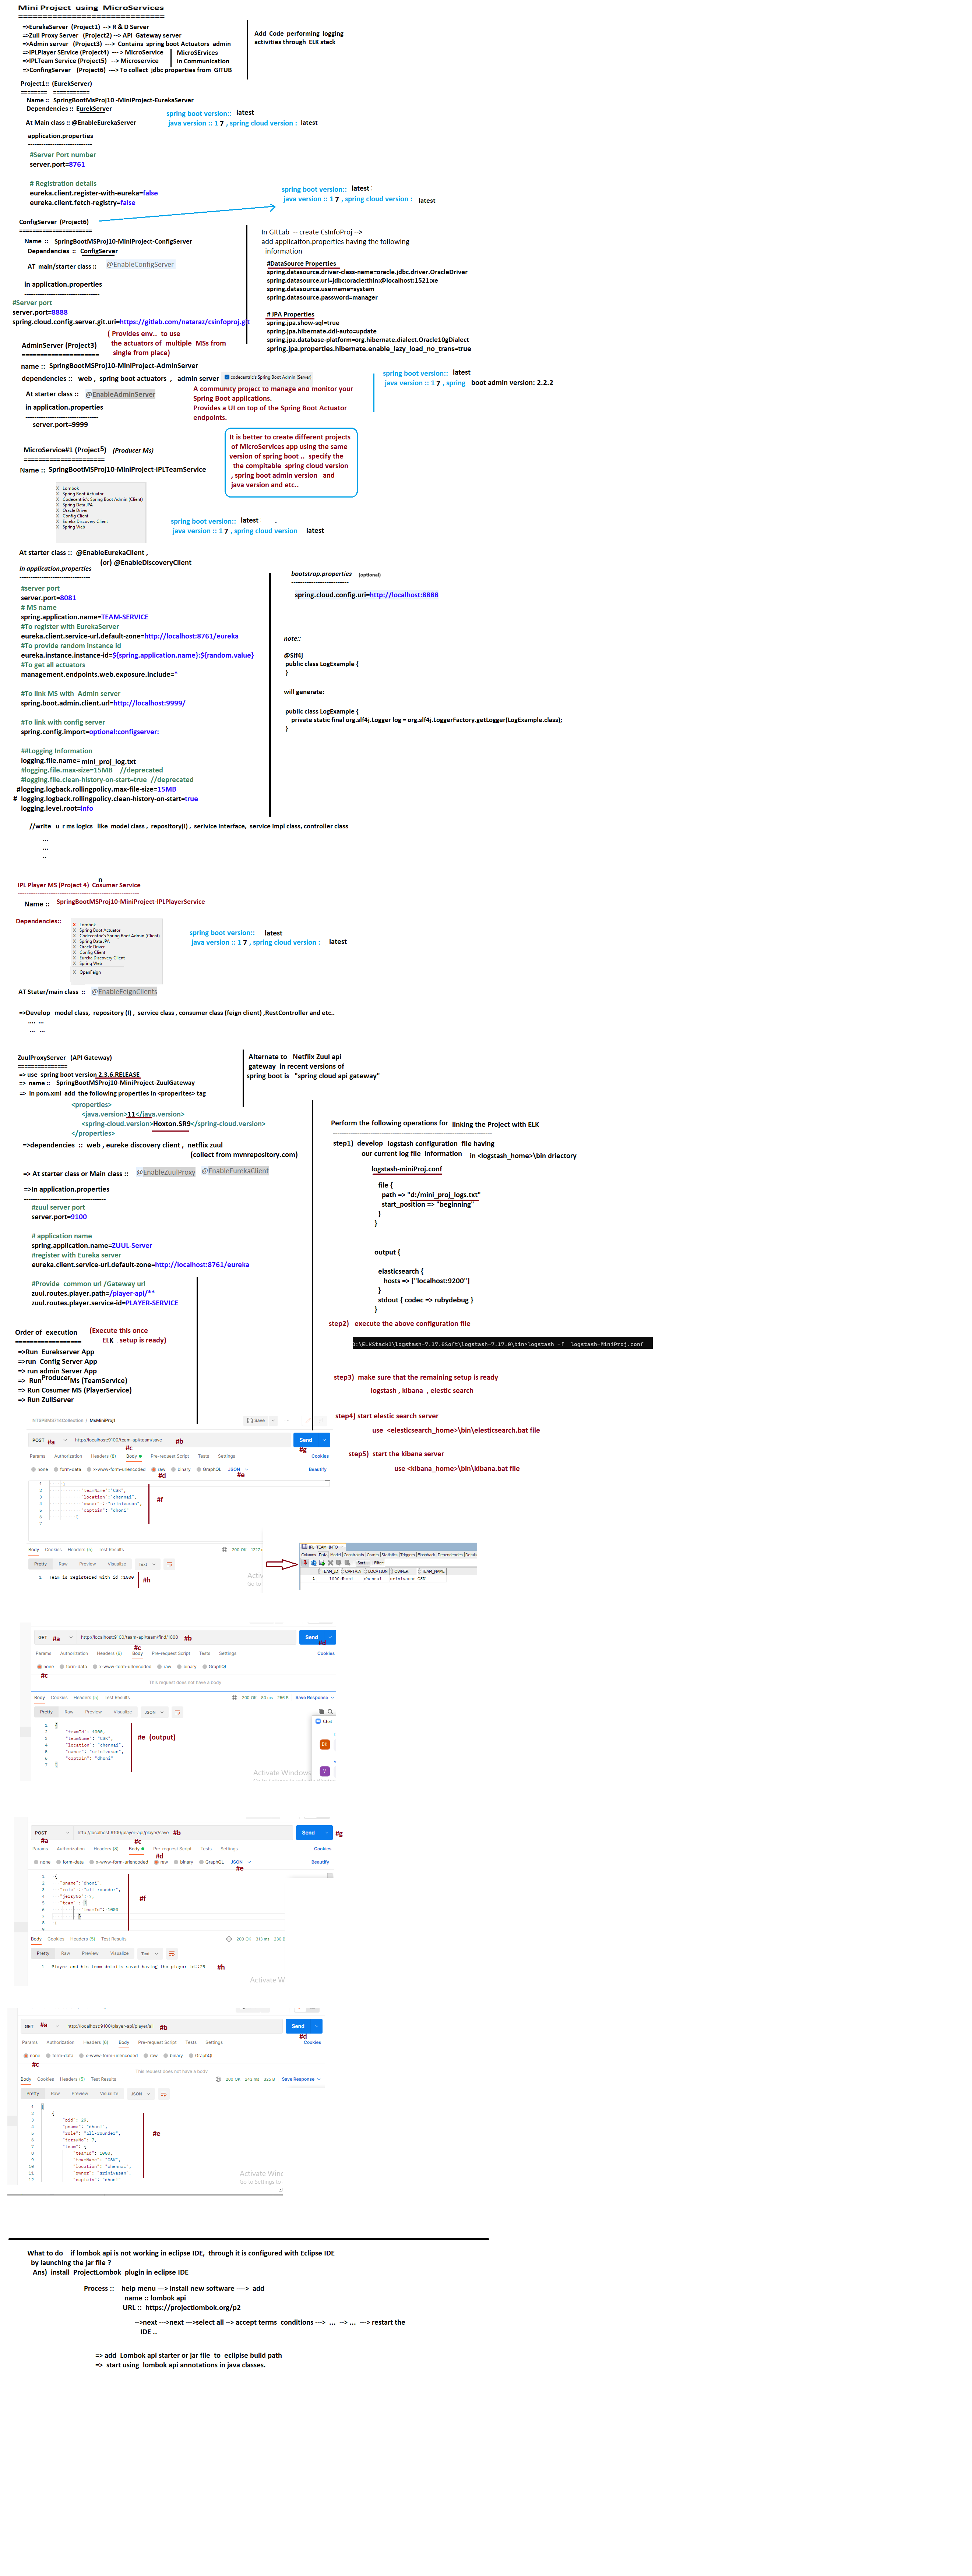 Mini Project using MicroServices
================================
=>EurekaServer (Project1) --> R & D Server
=>Zull Proxy Server (Project2) --> API Gateway server
=>Admin server (Project3) ---> Contains spring boot Actuators admin
=>IPLPlayer SErvice (Project4) --- > MicroService
=>IPLTeam Service (Project5) --> Microservice
=>ConfingServer (Project6) ---> To collect jdbc properties from GITUB
MicroSErvices
in Communication
Add Code performing logging
activities through ELK stack
Project1:: (EurekServer)
======== ===========
Name :: SpringBootMsProj10 -MiniProject-EurekaServer
Dependencies :: EurekServer
At Main class :: @EnableEurekaServer
spring boot version:: latest
java version :: 1 7 , spring cloud version : latest
application.properties
----------------------------
#Server Port number
server.port=8761
# Registration details
eureka.client.register-with-eureka=false
eureka.client.fetch-registry=false
spring boot version:: latest
java version :: 1 7 , spring cloud version : latest
ConfigServer (Project6)
======================
Name :: SpringBootMSProj10-MiniProject-ConfigServer
Dependencies :: ConfigServer
AT main/starter class :: @EnableConfigServer
in application.properties
---------------------------------
#Server port
server.port=8888
spring.cloud.config.server.git.uri=https://gitlab.com/nataraz/csinfoproj.git
In GitLab -- create CsInfoProj -->
add applicaiton.properties having the following
information
#DataSource Properties
spring.datasource.driver-class-name=oracle.jdbc.driver.OracleDriver
spring.datasource.url=jdbc:oracle:thin:@localhost:1521:xe
spring.datasource.username=system
spring.datasource.password=manager
# JPA Properties
spring.jpa.show-sql=true
spring.jpa.hibernate.ddl-auto=update
spring.jpa.database-platform=org.hibernate.dialect.Oracle10gDialect
spring.jpa.properties.hibernate.enable_lazy_load_no_trans=true
AdminServer (Project3)
=====================
( Provides env.. to use
the actuators of multiple MSs from
single from place)
name :: SpringBootMSProj10-MiniProject-AdminServer
dependencies :: web , spring boot actuators , admin server
codecentric's Spring Boot Admin (Server)
A community project to manage and monitor your
Spring Boot applications.
Provides a UI on top of the Spring Boot Actuator
endpoints.
At starter class :: @EnableAdminServer
in application.properties
--------------------------------
server.port=9999
spring boot version:: latest
java version :: 1 7 , spring boot admin version: 2.2.2
It is better to create different projects
of MicroServices app using the same
version of spring boot .. specify the
the compitable spring cloud version
, spring boot admin version and
java version and etc..
MicroService#1 (Project5) (Producer Ms)
======================
Name :: SpringBootMSProj10-MiniProject-IPLTeamService
X Lombok
X Spring Boot Actuator
X Codecentric's Spring Boot Admin (Client)
X Spring Data JPA
X Oracle Driver
X Config Client
X Eureka Discovery Client
X Spring Web
spring boot version:: latest
java version :: 1 7 , spring cloud version latest
At starter class :: @EnableEurekaClient ,
(or) @EnableDiscoveryClient
in application.properties
-------------------------------
#server port
server.port=8081
# MS name
spring.application.name=TEAM-SERVICE
#To register with EurekaServer
eureka.client.service-url.default-zone=http://localhost:8761/eureka
#To provide random instance id
eureka.instance.instance-id=${spring.application.name}:${random.value}
#To get all actuators
management.endpoints.web.exposure.include=*
#To link MS with Admin server
spring.boot.admin.client.url=http://localhost:9999/
#To link with config server
spring.config.import=optional:configserver:
##Logging Information
logging.file.name=mini_proj_log.txt
#logging.file.max-size=15MB //deprecated
#logging.file.clean-history-on-start=true //deprecated
#logging.logback.rollingpolicy.max-file-size=15MB
# logging.logback.rollingpolicy.clean-history-on-start=true
logging.level.root=info
bootstrap.properties (opttional)
-------------------------
spring.cloud.config.uri=http://localhost:8888
note::
@Slf4j
public class LogExample {
}
will generate:
public class LogExample {
private static final org.slf4j.Logger log = org.slf4j.LoggerFactory.getLogger(LogExample.class);
}
//write u r ms logics like model class , repository(i) , serivice interface, service impl class, controller class
...
...
..
n
IPL Player MS (Project 4) Cosumer Service
-----------------------------------------------------
Name :: SpringBootMSProj10-MiniProject-IPLPlayerService
Dependencies::
X Lombok
X Spring Boot Actuator
X Codecentric's Spring Boot Admin (Client)
X Spring Data JPA
X Oracle Driver
X Config Client
X Eureka Discovery Client
X Spring Web
X OpenFeign
spring boot version:: latest
java version :: 1 7 , spring cloud version : latest
AT Stater/main class :: @EnableFeignClients
=>Develop model class, repository (i) , service class , consumer class (feign client) ,RestController and etc..
.... ...
... ...
ZuulProxyServer (API Gateway)
===============
=> use spring boot version 2.3.6.RELEASE
=> name :: SpringBootMSProj10-MiniProject-ZuulGateway
=> in pom.xml add the following properties in <properites> tag
<properties>
<java.version>11</java.version>
<spring-cloud.version>Hoxton.SR9</spring-cloud.version>
</properties>
Alternate to Netflix Zuul api
gateway in recent versions of
spring boot is "spring cloud api gateway"
=>dependencies :: web , eureka discovery client , netflix zuul
(collect from mvnrepository.com)
=> At starter class or Main class :: @EnableZuulProxy @EnableEurekaClient
=>In application.properties
------------------------------------
#zuul server port
server.port=9100
# application name
spring.application.name=ZUUL-Server
#register with Eureka server
eureka.client.service-url.default-zone=http://localhost:8761/eureka
#Provide common url /Gateway url
zuul.routes.player.path=/player-api/**
zuul.routes.player.service-id=PLAYER-SERVICE
Perform the following operations for linking the Project with ELK
----------------------------------------------------------------------
step1) develop logstash configuration file having
our current log file information in <logstash_home>\bin driectory
logstash-miniProj.conf
file {
path => "d:/mini_proj_logs.txt"
start_position => "beginning"
}
}
output {
elasticsearch {
hosts => ["localhost:9200"]
}
stdout { codec => rubydebug }
}
step2) execute the above configuration file
D:\ELKStack1\logstash-7.17.0Soft\logstash-7.17.0\bin>logstash -f logstash-MiniProj.conf
step3) make sure that the remaining setup is ready
logstash , kibana , elestic search
step4) start elestic search server
use <elesticsearch_home>\bin\elesticsearch.bat file
step5) start the kibana server
use <kibana_home>\bin\kibana.bat file
Order of execution (Execute this once
ELK setup is ready)
==================
=>Run Eurekserver App
=>run Config Server App
=> run admin Server App
=> Run Producer Ms (TeamService)
=> Run Cosumer MS (PlayerService)
=> Run ZullServer
NTSPBMS714Collection / MsMiniProj1
Save
POST #a http://localhost:9100/team-api/team/save #b Send
#c #g
Params Authorization Headers (8) Body Pre-request Script Tests Settings Cookies
none form-data x-www-form-urlencoded raw binary GraphQL JSON Beautify
#d #e
1 {
2 "teamName":"CSK",
3 "location":"chennai",
4 "owner" : "srinivasan",
5 "captain": "dhoni"
6 }
7
#f
Body Cookies Headers (5) Test Results 200 OK 1227
Pretty Raw Preview Visualize Text
1 Team is registered with id :1000
#h
Activ
IPL_TEAM_INFO
Columns Data Model Constraints Grants Statistics Triggers Flashback Dependencies Details
Sort.. Filter:
TEAM_ID CAPTAIN LOCATION OWNER TEAM_NAME
1 1000 dhoni chennai srinivasan CSK
GET #a http://localhost:9100/team-api/team/find/1000 #b Send
#c #d
Params Authorization Headers (6) Body Pre-request Script Tests Settings Cookies
none form-data x-www-form-urlencoded raw binary GraphQL
#c
This request does not have a body
Body Cookies Headers (5) Test Results 200 OK 80 ms 258 B Save Response
Pretty Raw Preview Visualize JSON
1 {
2 "teamId": 1000,
3 "teamName": "CSK",
4 "location": "chennai",
5 "owner": "srinivasan",
6 "captain": "dhoni"
7 }
#e (output)
Chat
DK
V
Activate Windows
POST http://localhost:9100/player-api/player/save #b Send #g
#a #c
Params Authorization Headers (8) Body Pre-request Script Tests Settings Cookies
#d
none form-data x-www-form-urlencoded raw binary GraphQL JSON Beautify
#e
1 {
2 "pname":"dhoni",
3 "role" : "all-rounder",
4 "jersyNo": 7,
5 "team" : {
6 "teamId": 1000
7 }
8 }
9
#f
Body Cookies Headers (5) Test Results 200 OK 313 ms 230 B
Pretty Raw Preview Visualize Text
1 Player and his team details saved having the player id::29
#h
Activate W
GET #a http://localhost:9100/player-api/player/all #b Send
#d
Params Authorization Headers (6) Body Pre-request Script Tests Settings Cookies
none form-data x-www-form-urlencoded raw binary GraphQL
#c
This request does not have a body
Body Cookies Headers (5) Test Results 200 OK 243 ms 325 B Save Response
Pretty Raw Preview Visualize JSON
1 [
2 {
3 "pid": 29,
4 "pname": "dhoni",
5 "role": "all-rounder",
6 "jersyNo": 7,
7 "team": {
8 "teamId": 1000,
9 "teamName": "CSK",
10 "location": "chennai",
11 "owner": "srinivasan",
12 "captain": "dhoni"
#e
Activate Win
Go to Settings to
What to do if lombok api is not working in eclipse IDE, through it is configured with Eclipse IDE
by launching the jar file ?
Ans) install ProjectLombok plugin in eclipse IDE
Process :: help menu ---> install new software ----> add
name :: lombok api
URL :: https://projectlombok.org/p2
-->next --->next --->select all --> accept terms conditions ---> ... --> ... ---> restart the
IDE ..
=> add Lombok api starter or jar file to ecliplse build path
=> start using lombok api annotations in java classes.